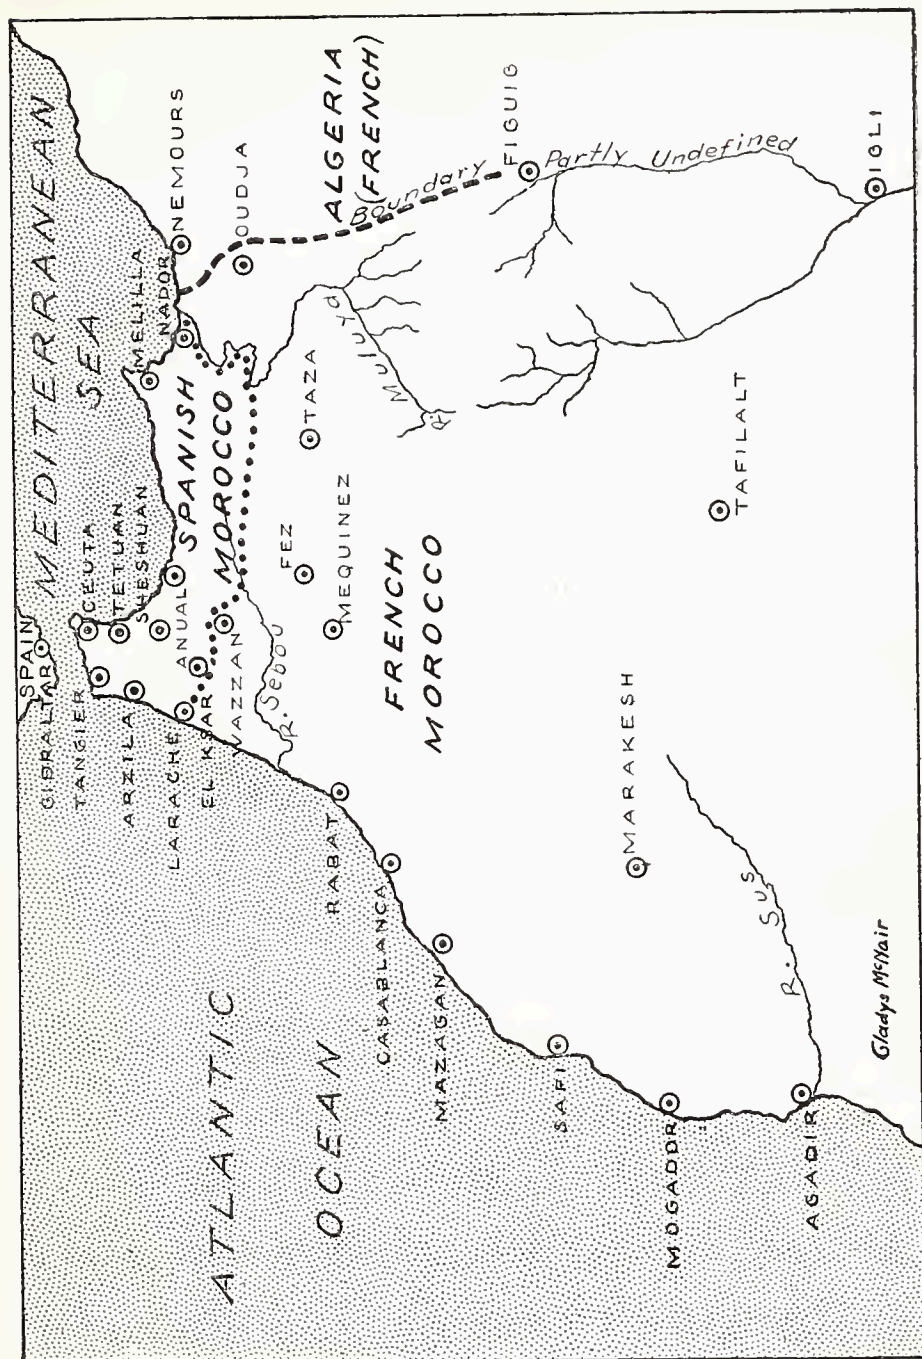 SPAIN
GIBRALTAR
MEDITERRANEAN
SEA
TANGIER
CEUTA
TETUAN
SHESHUAN
ARZILA
LARACHE
EL KSAR
ANUAL
WAZZAN
MELILLA
NADOR
NEMOURS
OUDJA
SPANISH
MOROCCO
ALGERIA
(FRENCH)
Boundary
FIGUIG
Partly Undefined
IGLI
R. Sebou
FEZ
TAZA
MEQUINEZ
Muluya
R.
FRENCH
MOROCCO
TAFILALT
RABAT
CASABLANCA
MAZAGAN
MARAKESH
ATLANTIC
OCEAN
SAFI
MOGADOR
AGADIR
R. Sus
Gladys McNair